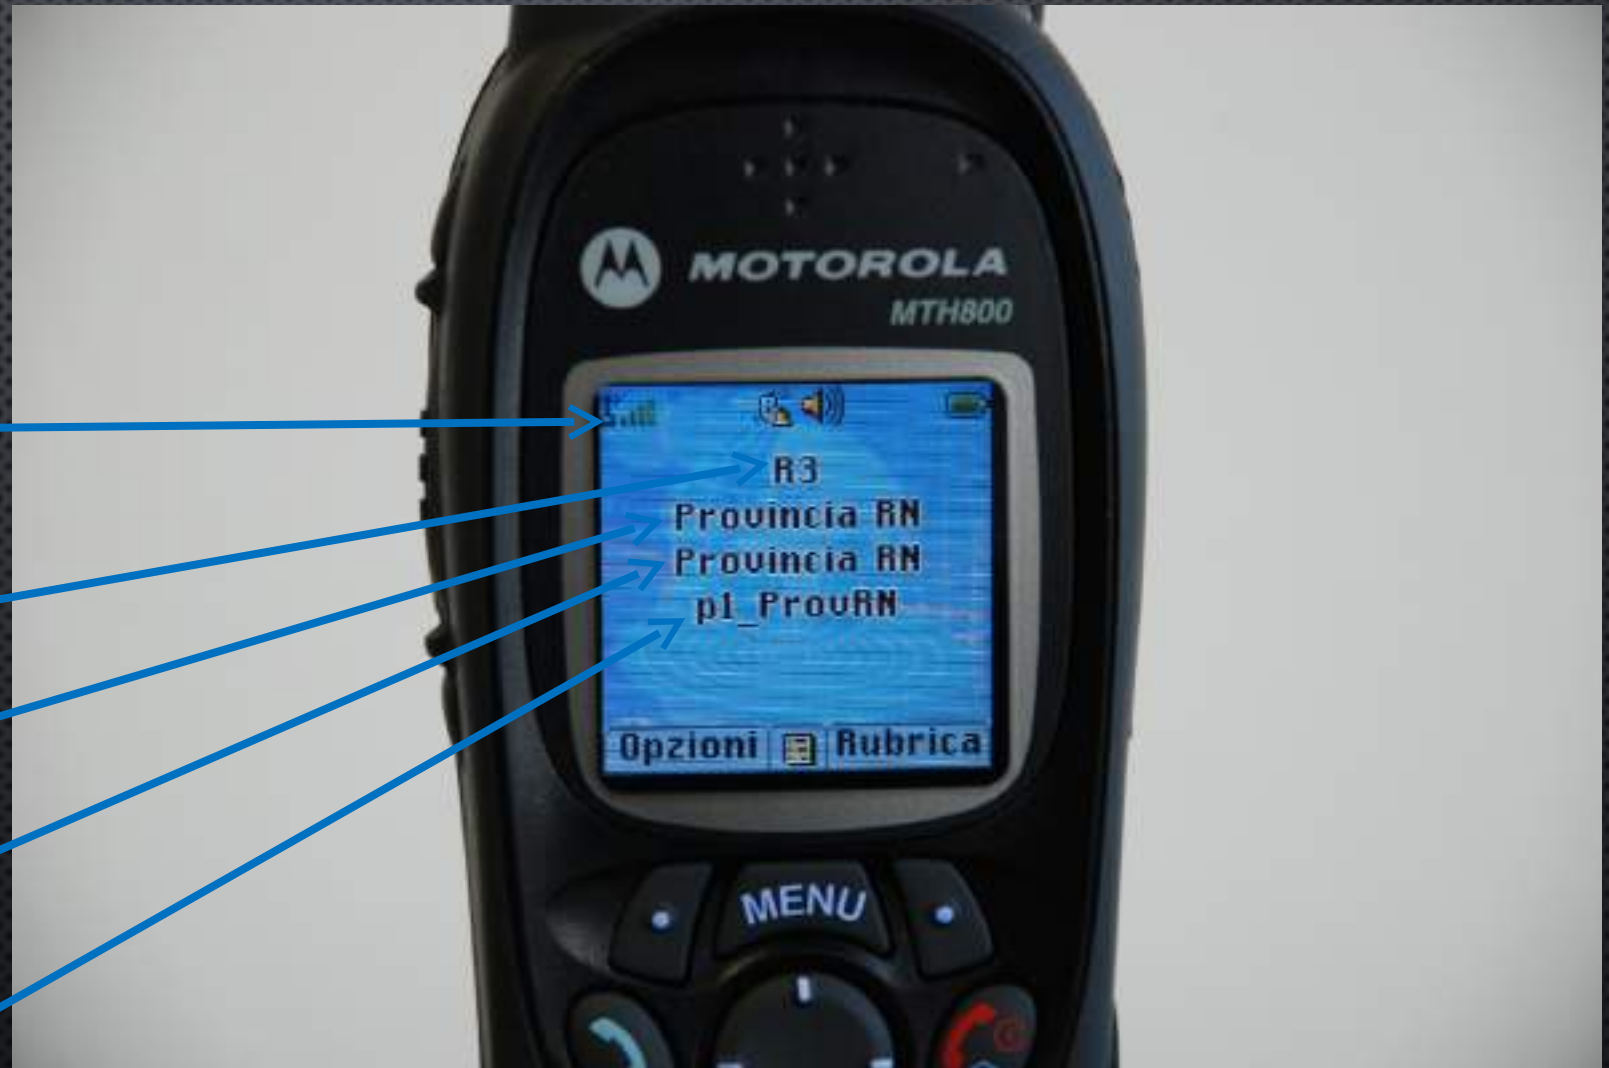 MOTOROLA
MTH800
R3
Provincia RN
Provincia RN
p1_ProvRN
Opzioni Rubrica
MENU